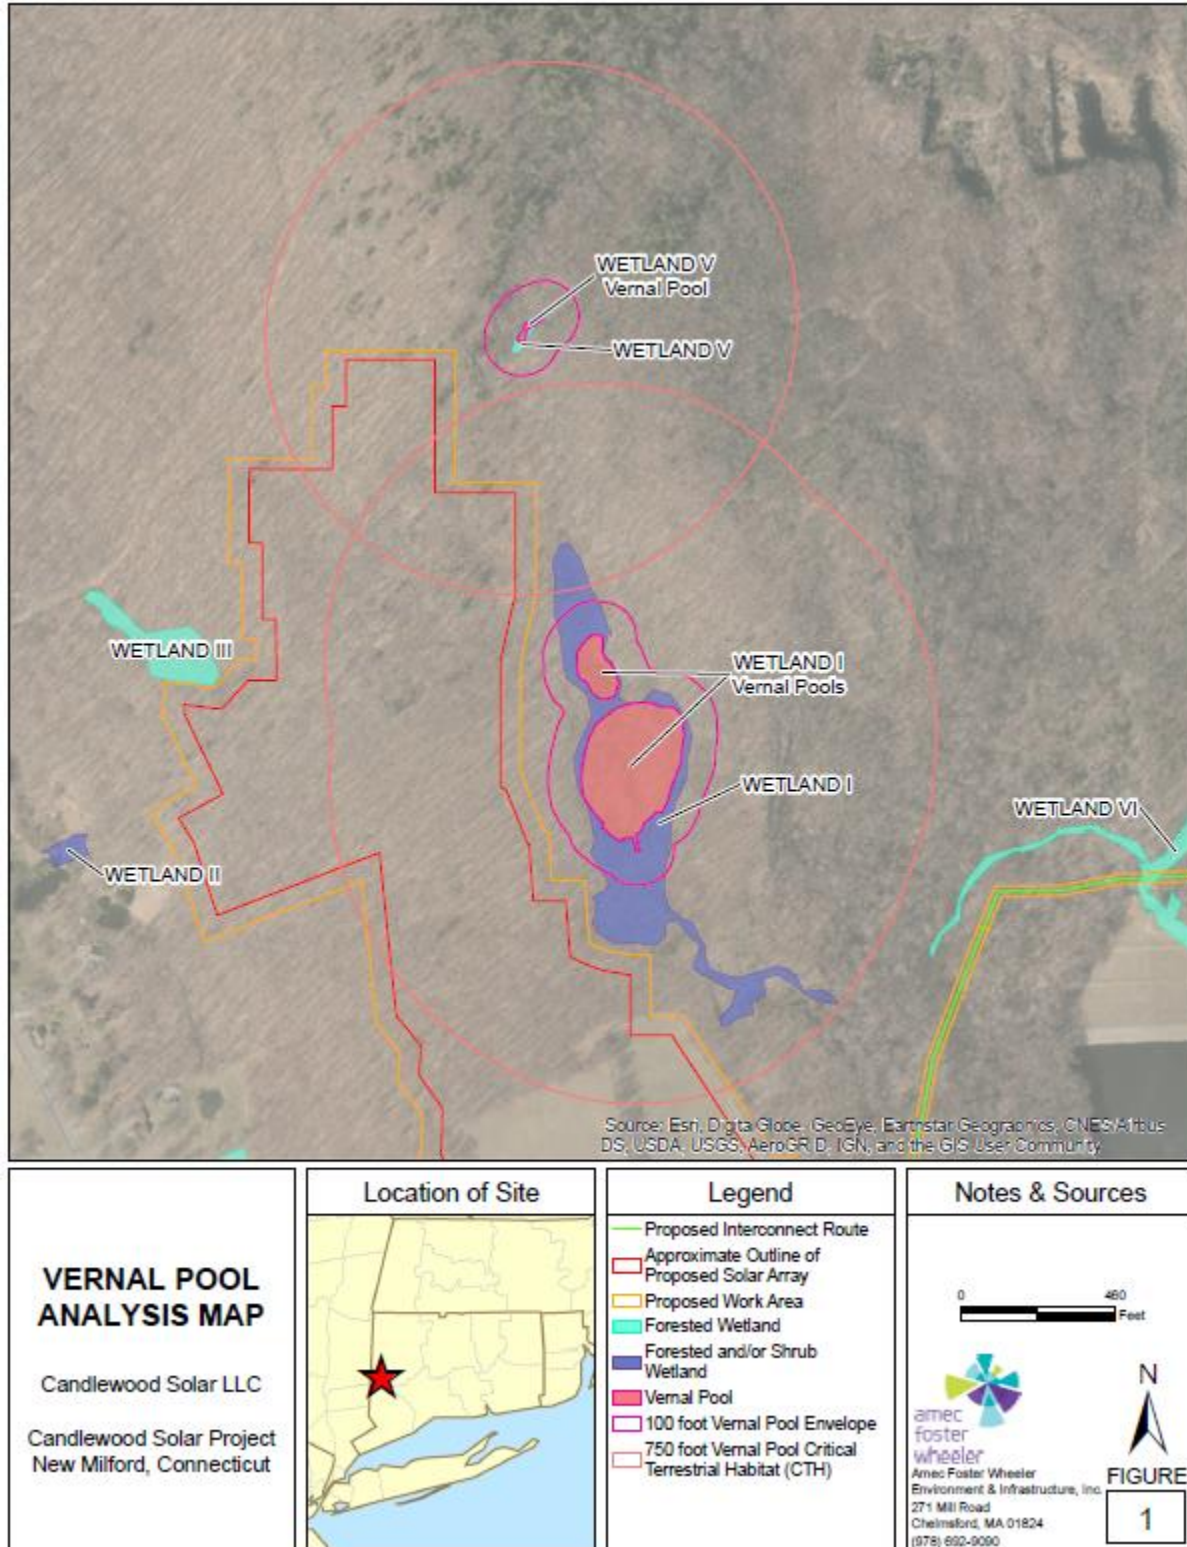 WETLAND V
Vernal Pool
WETLAND V
WETLAND III
WETLAND I
Vernal Pools
WETLAND I
WETLAND VI
WETLAND II
Source: Esri, DigitalGlobe, GeoEye, Earthstar Geographics, CNES/Airbus
DS, USDA, USGS, AeroGRID, IGN, and the GIS User Community
VERNAL POOL
ANALYSIS MAP
Candlewood Solar LLC
Candlewood Solar Project
New Milford, Connecticut
Location of Site
Legend
Proposed Interconnect Route
Approximate Outline of
Proposed Solar Array
Proposed Work Area
Forested Wetland
Forested and/or Shrub
Wetland
Vernal Pool
100 foot Vernal Pool Envelope
750 foot Vernal Pool Critical
Terrestrial Habitat (CTH)
Notes & Sources
0 460
Feet
amec
foster
wheeler
Amec Foster Wheeler
Environment & Infrastructure, Inc.
271 Mill Road
Chelmsford, MA 01824
(978) 692-9090
N
FIGURE
1